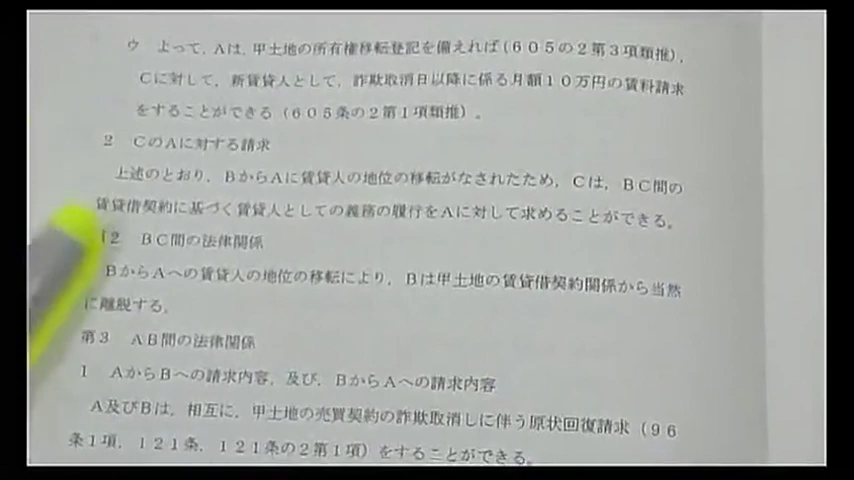 ウ よって，Aは，甲土地の所有権移転登記を備えれば（605の2第3項類推），
Cに対して，新賃貸人として，詐欺取消日以降に係る月額10万円の賃料請求
をすることができる（605条の2第1項類推）。
2 CのAに対する請求
上述のとおり，BからAに賃貸人の地位の移転がなされたため，Cは，BC間の
賃貸借契約に基づく賃貸人としての義務の履行をAに対して求めることができる。
2 BC間の法律関係
BからAへの賃貸人の地位の移転により，Bは甲土地の賃貸借契約関係から当然
に離脱する。
第3 AB間の法律関係
1 AからBへの請求内容，及び，BからAへの請求内容
A及びBは，相互に，甲土地の売買契約の詐欺取消しに伴う原状回復請求（96
条1項，121条，121条の2第1項）をすることができる。